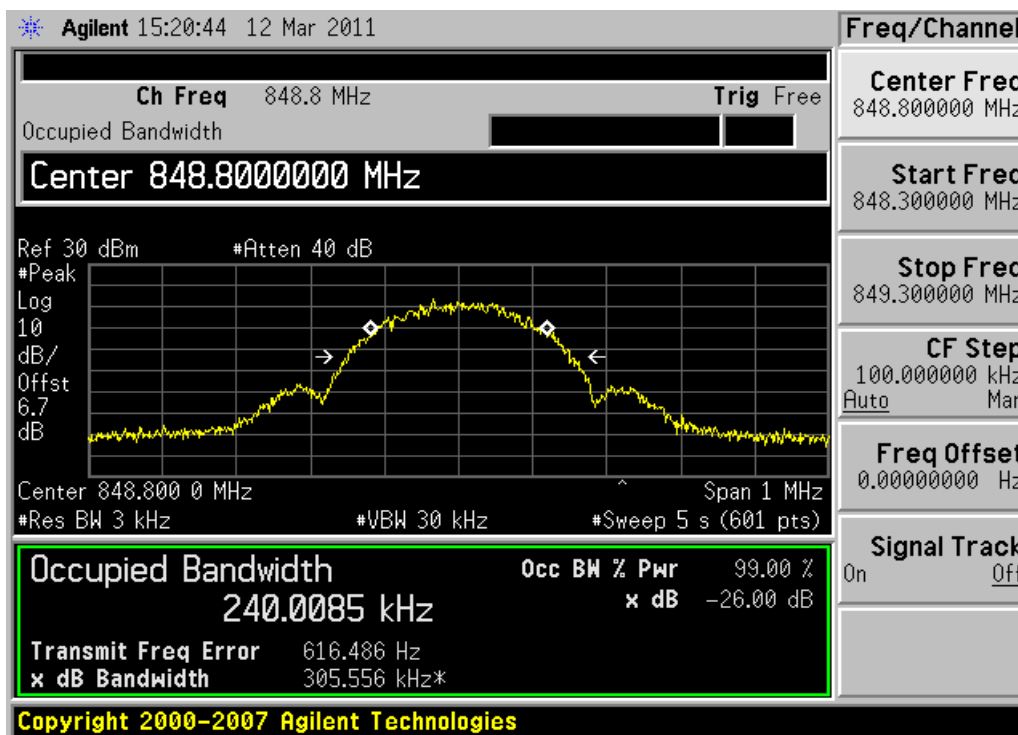 Agilent 15:20:44 12 Mar 2011
Freq/Channel
Ch Freq 848.8 MHz Trig Free
Occupied Bandwidth
Center 848.8000000 MHz
Ref 30 dBm #Atten 40 dB
#Peak
Log
10
dB/
Offst
6.7
dB
Center 848.800 0 MHz Span 1 MHz
#Res BW 3 kHz #VBW 30 kHz #Sweep 5 s (601 pts)
Occupied Bandwidth
240.0085 kHz
Occ BW % Pwr 99.00 %
x dB -26.00 dB
Transmit Freq Error 616.486 Hz
x dB Bandwidth 305.556 kHz*
Copyright 2000-2007 Agilent Technologies
Center Freq
848.800000 MHz
Start Freq
848.300000 MHz
Stop Freq
849.300000 MHz
CF Step
100.000000 kHz
Auto Man
Freq Offset
0.00000000 Hz
Signal Track
On Off